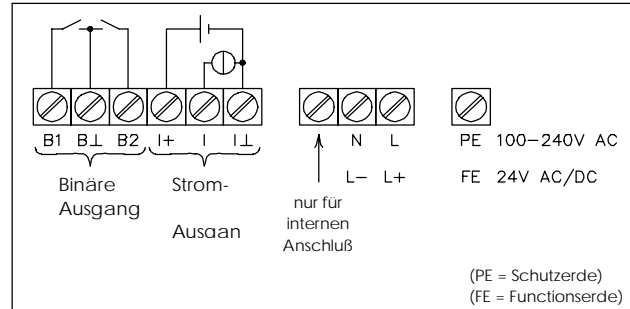 B1 B⊥ B2 I+ I I⊥ N L PE 100-240V AC
L- L+ FE 24V AC/DC
Binäre
Ausgang
Strom-
Ausgan
nur für
internen
Anschluß
(PE = Schutzerde)
(FE = Functionserde)